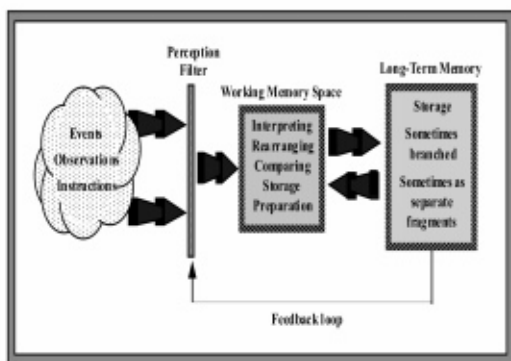 Perception
Filter
Long-Term Memory
Working Memory Space
Events
Observations
Instructions
Interpreting
Rearranging
Comparing
Storage
Preparation
Storage
Sometimes
branched
Sometimes as
separate
fragments
Feedback loop